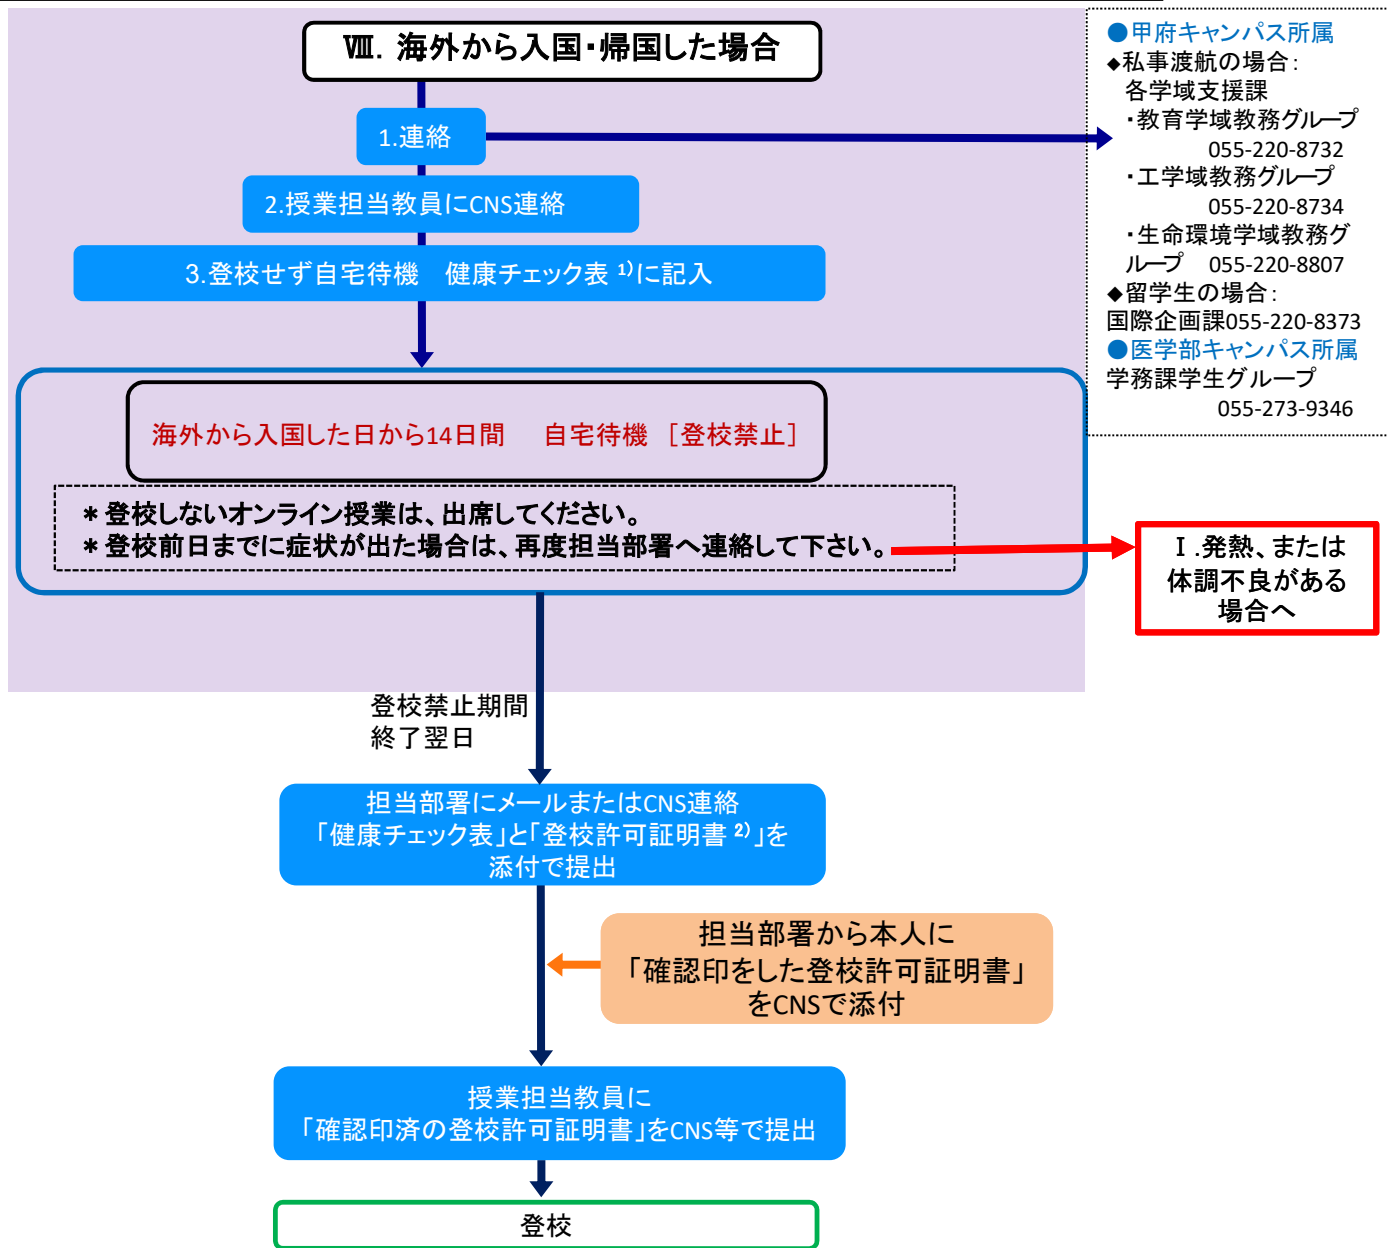 Ⅷ. 海外から入国・帰国した場合
1.連絡
2.授業担当教員にCNS連絡
3.登校せず自宅待機　健康チェック表 1)に記入
海外から入国した日から14日間　自宅待機 [登校禁止]
＊登校しないオンライン授業は、出席してください。
＊登校前日までに症状が出た場合は、再度担当部署へ連絡して下さい。
●甲府キャンパス所属
◆私事渡航の場合:
各学域支援課
・教育学域教務グループ
055-220-8732
・工学域教務グループ
055-220-8734
・生命環境学域教務グ
ループ　055-220-8807
◆留学生の場合:
国際企画課055-220-8373
●医学部キャンパス所属
学務課学生グループ
055-273-9346
Ⅰ.発熱、または
体調不良がある
場合へ
登校禁止期間
終了翌日
担当部署にメールまたはCNS連絡
「健康チェック表」と「登校許可証明書 2)」を
添付で提出
担当部署から本人に
「確認印をした登校許可証明書」
をCNSで添付
授業担当教員に
「確認印済の登校許可証明書」をCNS等で提出
登校